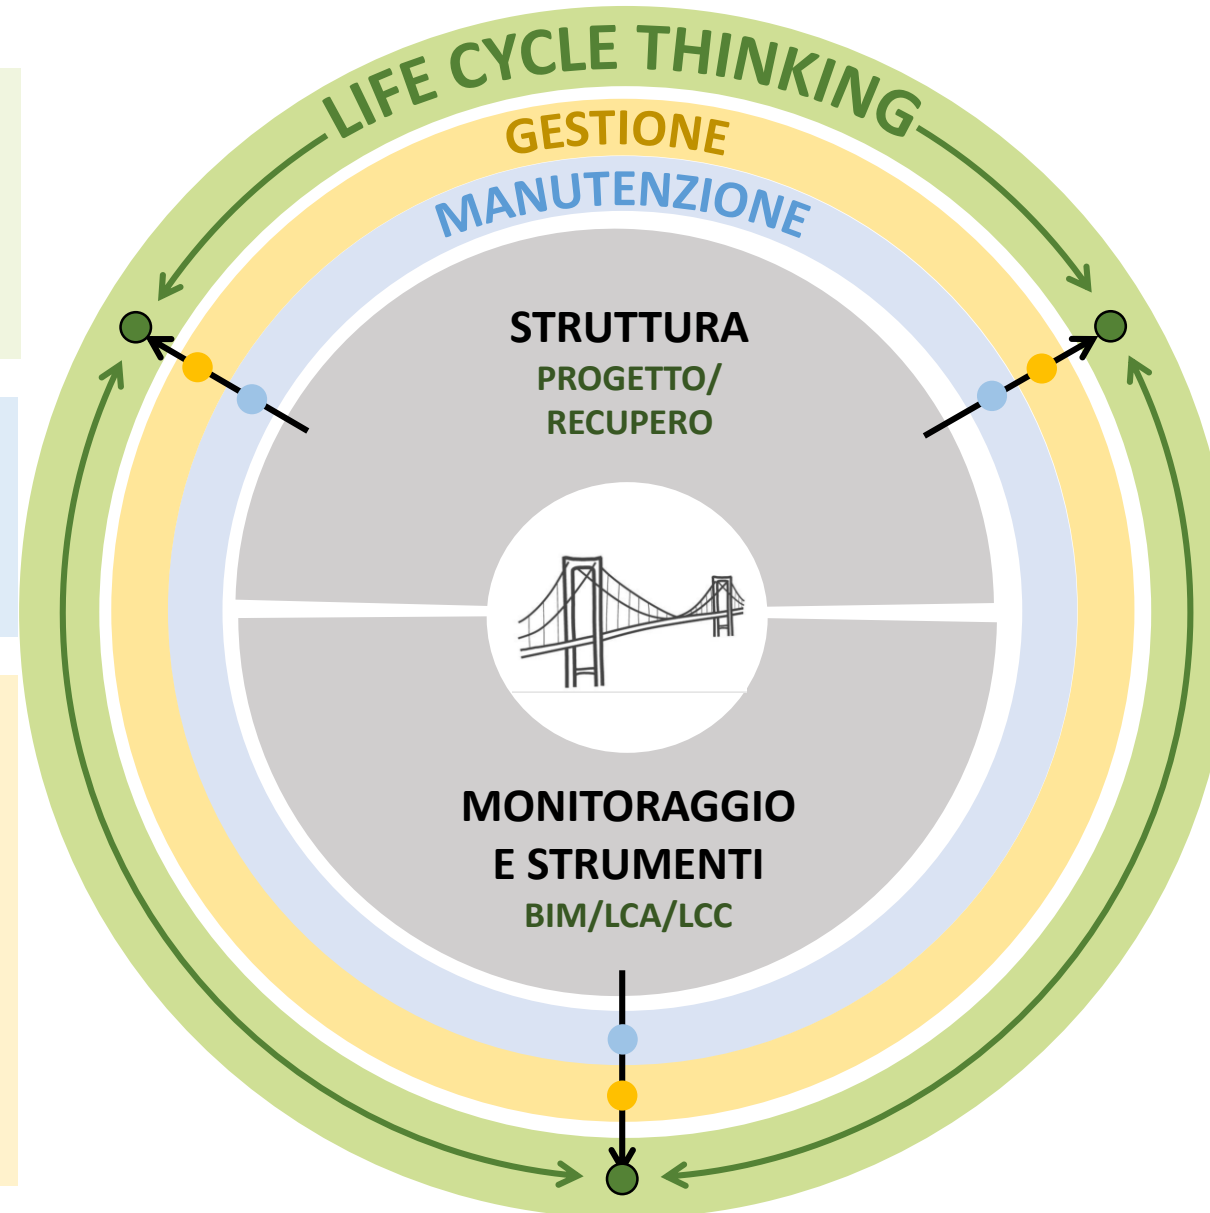 LIFE CYCLE THINKING
GESTIONE
MANUTENZIONE
STRUTTURA
PROGETTO/
RECUPERO
MONITORAGGIO
E STRUMENTI
BIM/LCA/LCC